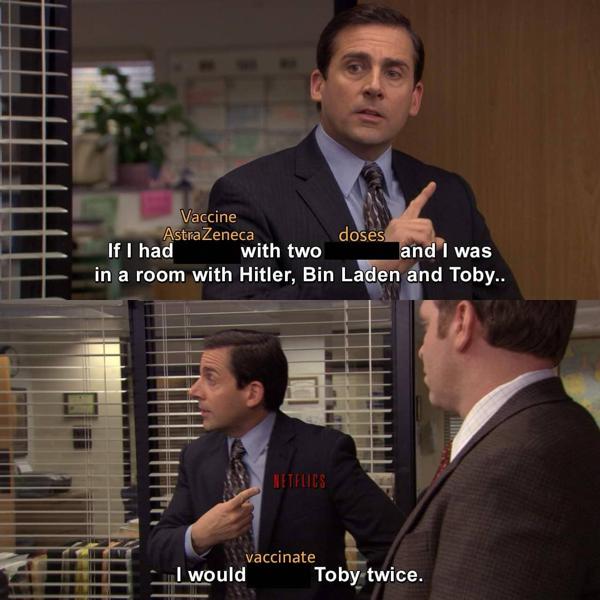 Vaccine
AstraZeneca doses
If I had with two and I was
in a room with Hitler, Bin Laden and Toby..
NETFLICS
vaccinate
I would Toby twice.